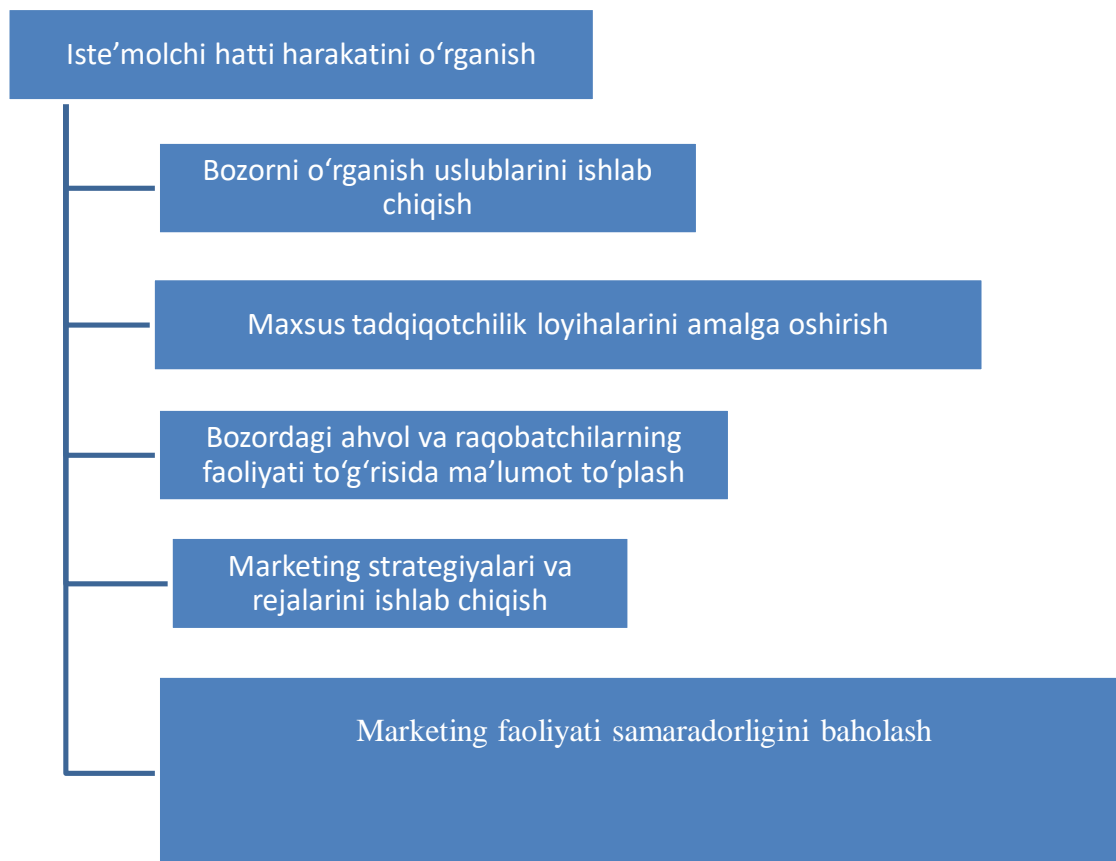 Iste’molchi hatti harakatini o‘rganish
Bozorni o‘rganish uslublarini ishlab
chiqish
Maxsus tadqiqotchilik loyihalarini amalga oshirish
Bozordagi ahvol va raqobatchilarning
faoliyati to‘g‘risida ma’lumot to‘plash
Marketing strategiyalari va
rejalarini ishlab chiqish
Marketing faoliyati samaradorligini baholash